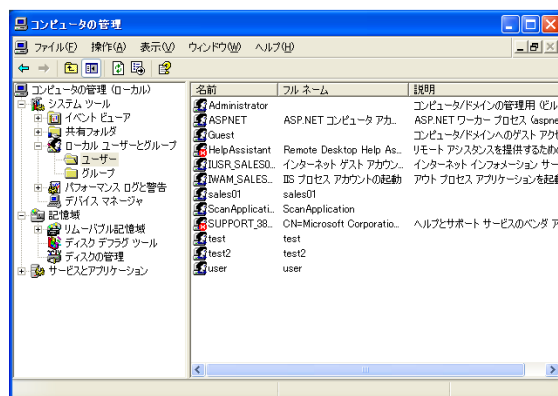 コンピュータの管理
ファイル(F) 操作(A) 表示(V) ウィンドウ(W) ヘルプ(H)
コンピュータの管理 (ローカル)
システム ツール
イベント ビューア
共有フォルダ
ローカル ユーザーとグループ
ユーザー
グループ
パフォーマンス ログと警告
デバイス マネージャ
記憶域
リムーバブル記憶域
ディスク デフラグ ツール
ディスクの管理
サービスとアプリケーション
名前 フル ネーム 説明
Administrator コンピュータ/ドメインの管理用 (ビル
ASPNET ASP.NET コンピュータ アカ... ASP.NET ワーカー プロセス (aspne
Guest コンピュータ/ドメインへのゲスト アクセ
HelpAssistant Remote Desktop Help As... リモート アシスタンスを提供するための
IUSR_SALES0... インターネット ゲスト アカウン... インターネット インフォメーション サー
IWAM_SALES... IIS プロセス アカウントの起動 アウト プロセス アプリケーションを起動
sales01 sales01
ScanApplicati... ScanApplication
SUPPORT_38... CN=Microsoft Corporatio... ヘルプとサポート サービスのベンダ ア
test test
test2 test2
user user